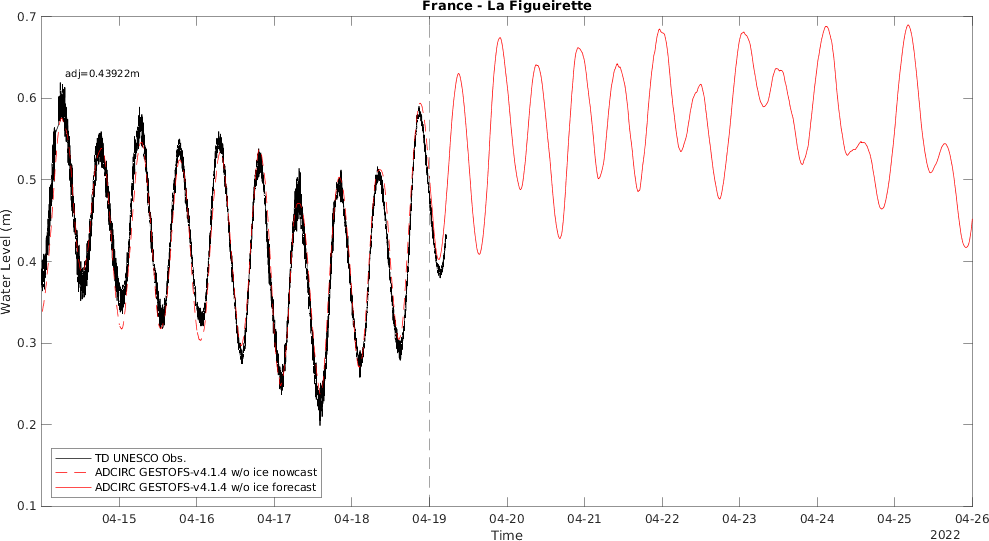 France - La Figueirette
adj=0.43922m
Water Level (m)
0.7
0.6
0.5
0.4
0.3
0.2
0.1
TD UNESCO Obs.
ADCIRC GESTOFS-v4.1.4 w/o ice nowcast
ADCIRC GESTOFS-v4.1.4 w/o ice forecast
04-15 04-16 04-17 04-18 04-19 04-20 04-21 04-22 04-23 04-24 04-25 04-26
Time
2022